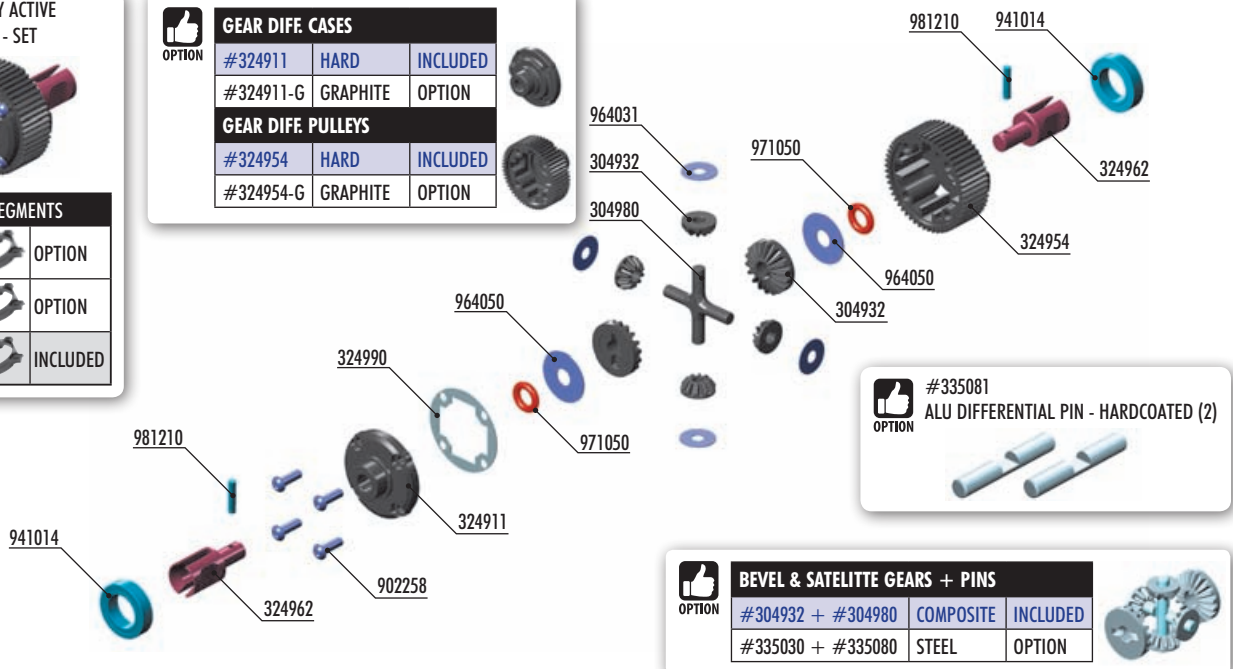 Y ACTIVE
- SET
EGMENTS
OPTION
OPTION
INCLUDED
OPTION
GEAR DIFF. CASES
#324911 HARD INCLUDED
#324911-G GRAPHITE OPTION
GEAR DIFF. PULLEYS
#324954 HARD INCLUDED
#324954-G GRAPHITE OPTION
981210
941014
964031
971050
304932
324962
304980
324954
964050
964050
304932
324990
971050
981210
324911
941014
902258
324962
OPTION
#335081
ALU DIFFERENTIAL PIN - HARDCOATED (2)
OPTION
BEVEL & SATELITTE GEARS + PINS
#304932 + #304980 COMPOSITE INCLUDED
#335030 + #335080 STEEL OPTION